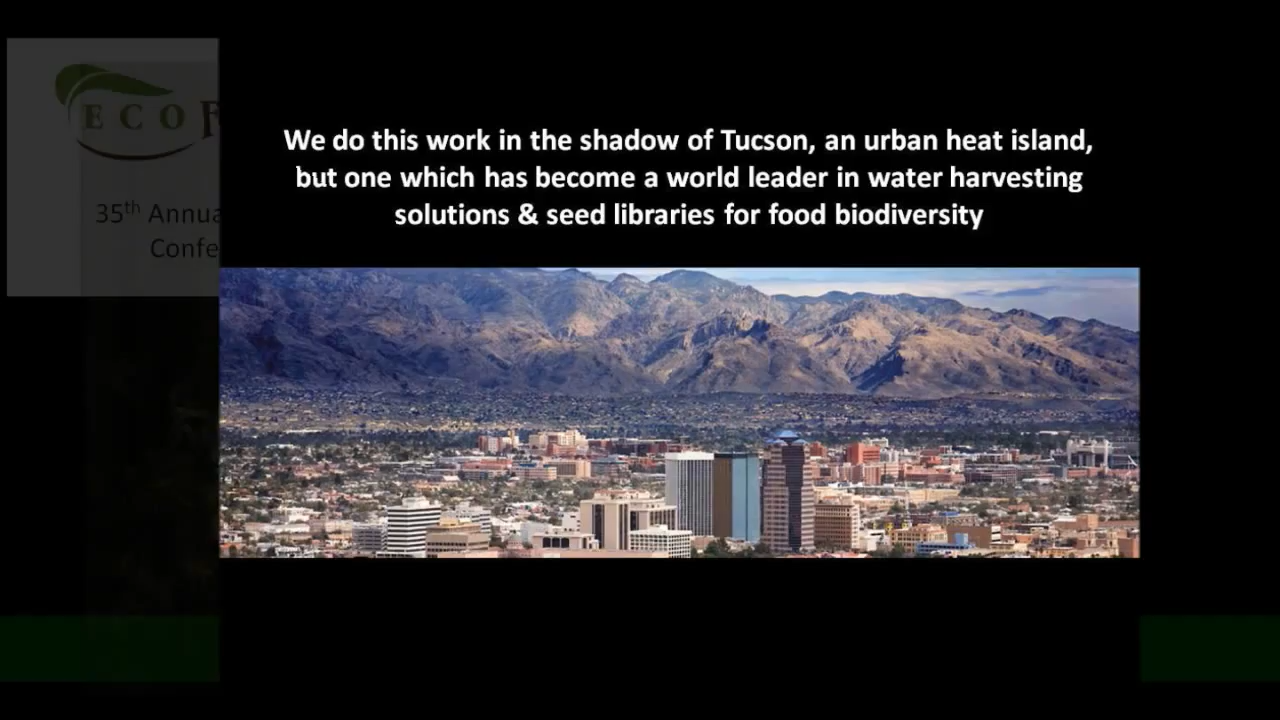 ECO
35th Annua
Confe
We do this work in the shadow of Tucson, an urban heat island,
but one which has become a world leader in water harvesting
solutions & seed libraries for food biodiversity